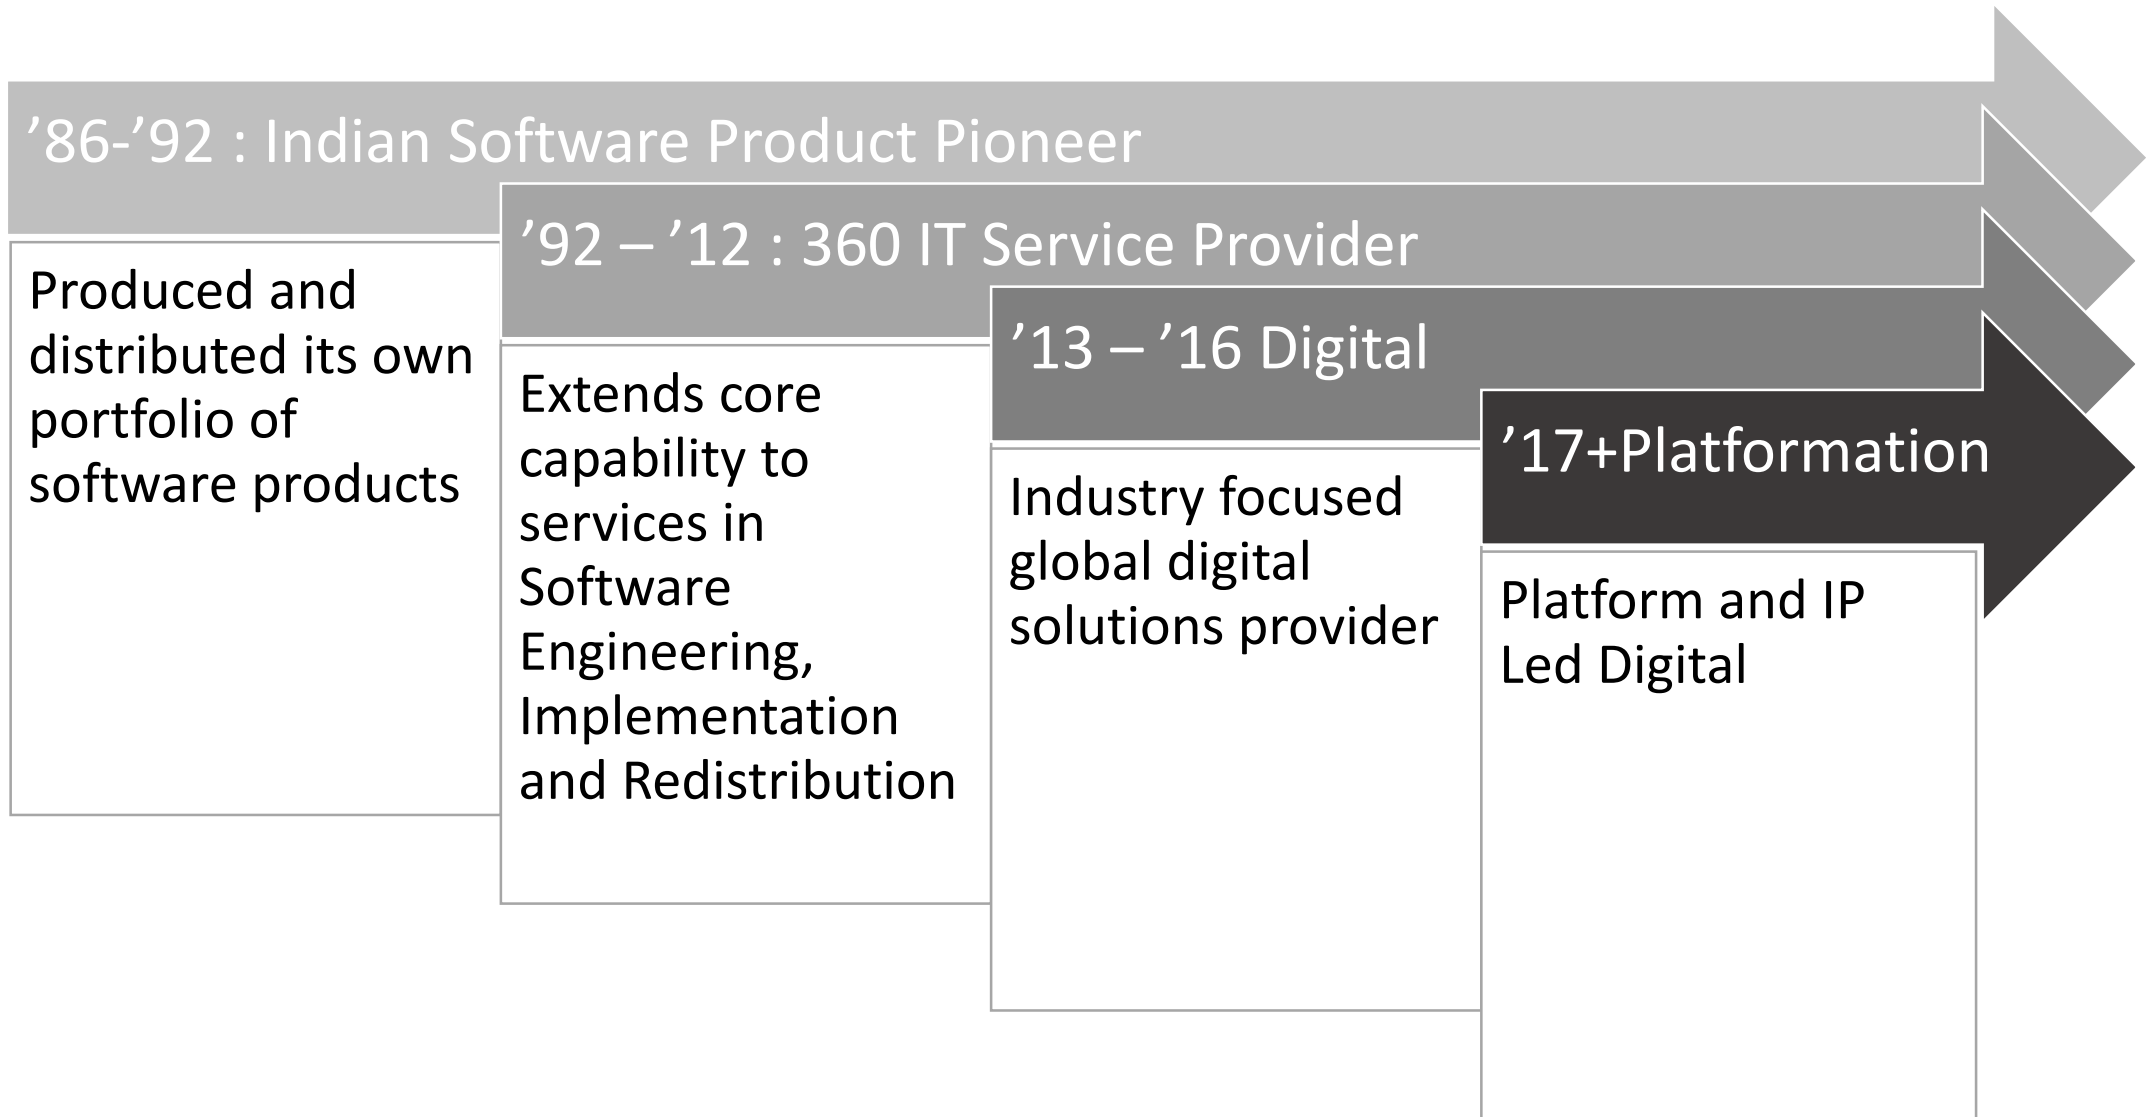 ’86-’92 : Indian Software Product Pioneer
Produced and
distributed its own
portfolio of
software products
’92 – ’12 : 360 IT Service Provider
Extends core
capability to
services in
Software
Engineering,
Implementation
and Redistribution
’13 – ’16 Digital
Industry focused
global digital
solutions provider
’17+Platformation
Platform and IP
Led Digital